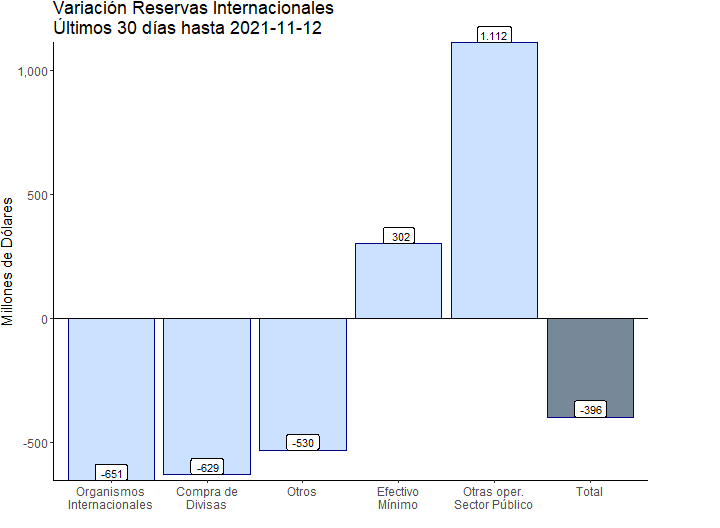 Variación Reservas Internacionales
Últimos 30 días hasta 2021-11-12
Millones de Dólares
1,000
500
0
-500
-651
-629
-530
302
1.112
-396
Organismos
Internacionales
Compra de
Divisas
Otros
Efectivo
Mínimo
Otras oper.
Sector Público
Total